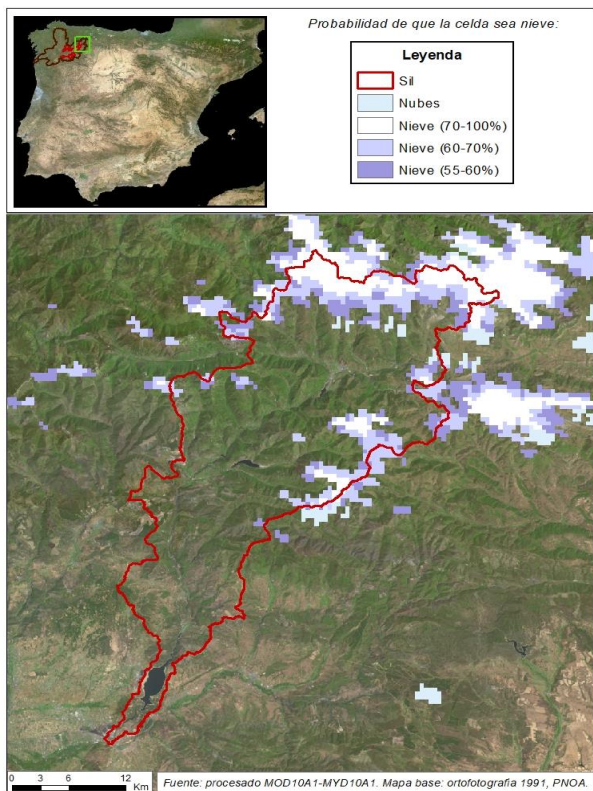 Probabilidad de que la celda sea nieve:
Leyenda
Sil
Nubes
Nieve (70-100%)
Nieve (60-70%)
Nieve (55-60%)
0 3 6 12
Km
Fuente: procesado MOD10A1-MYD10A1. Mapa base: ortofotografia 1991, PNOA.